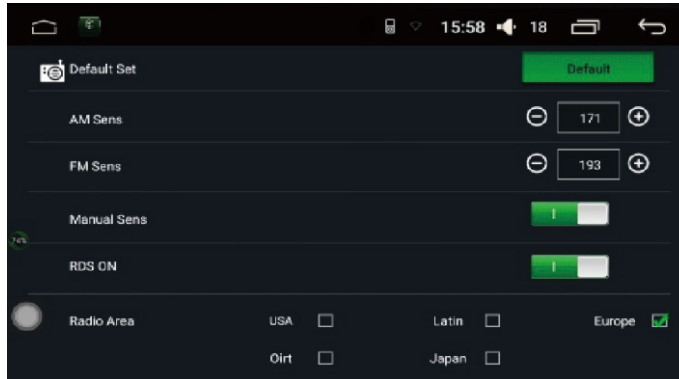 15:58 18
Default Set Default
AM Sens 171
FM Sens 193
Manual Sens
RDS ON
Radio Area USA Latin Europe
Oirt Japan